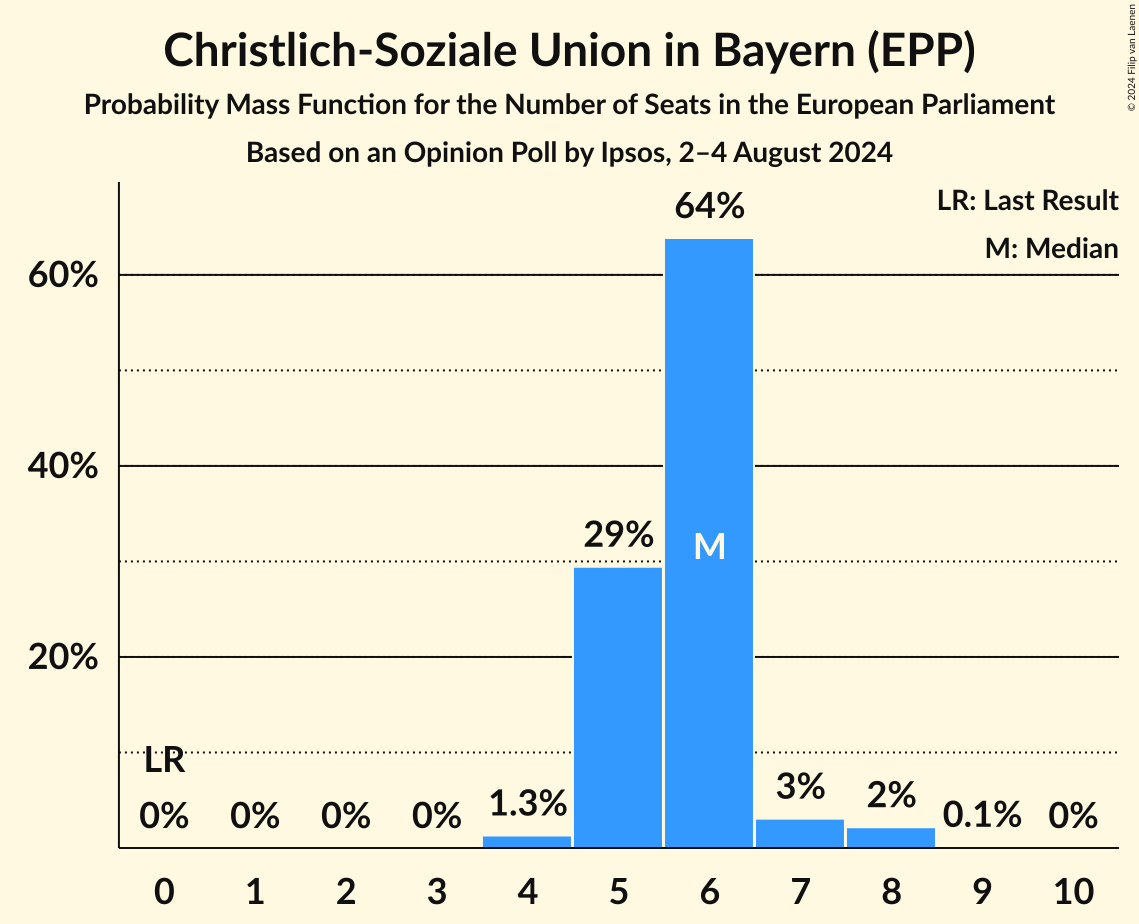 Christlich-Soziale Union in Bayern (EPP)
Probability Mass Function for the Number of Seats in the European Parliament
Based on an Opinion Poll by Ipsos, 2–4 August 2024
© 2024 Filip van Laenen
LR: Last Result
M: Median
64%
60%
40%
29%
M
20%
LR
0%
0%
0%
0%
1.3%
3%
2%
0.1%
0%
0 1 2 3 4 5 6 7 8 9 10